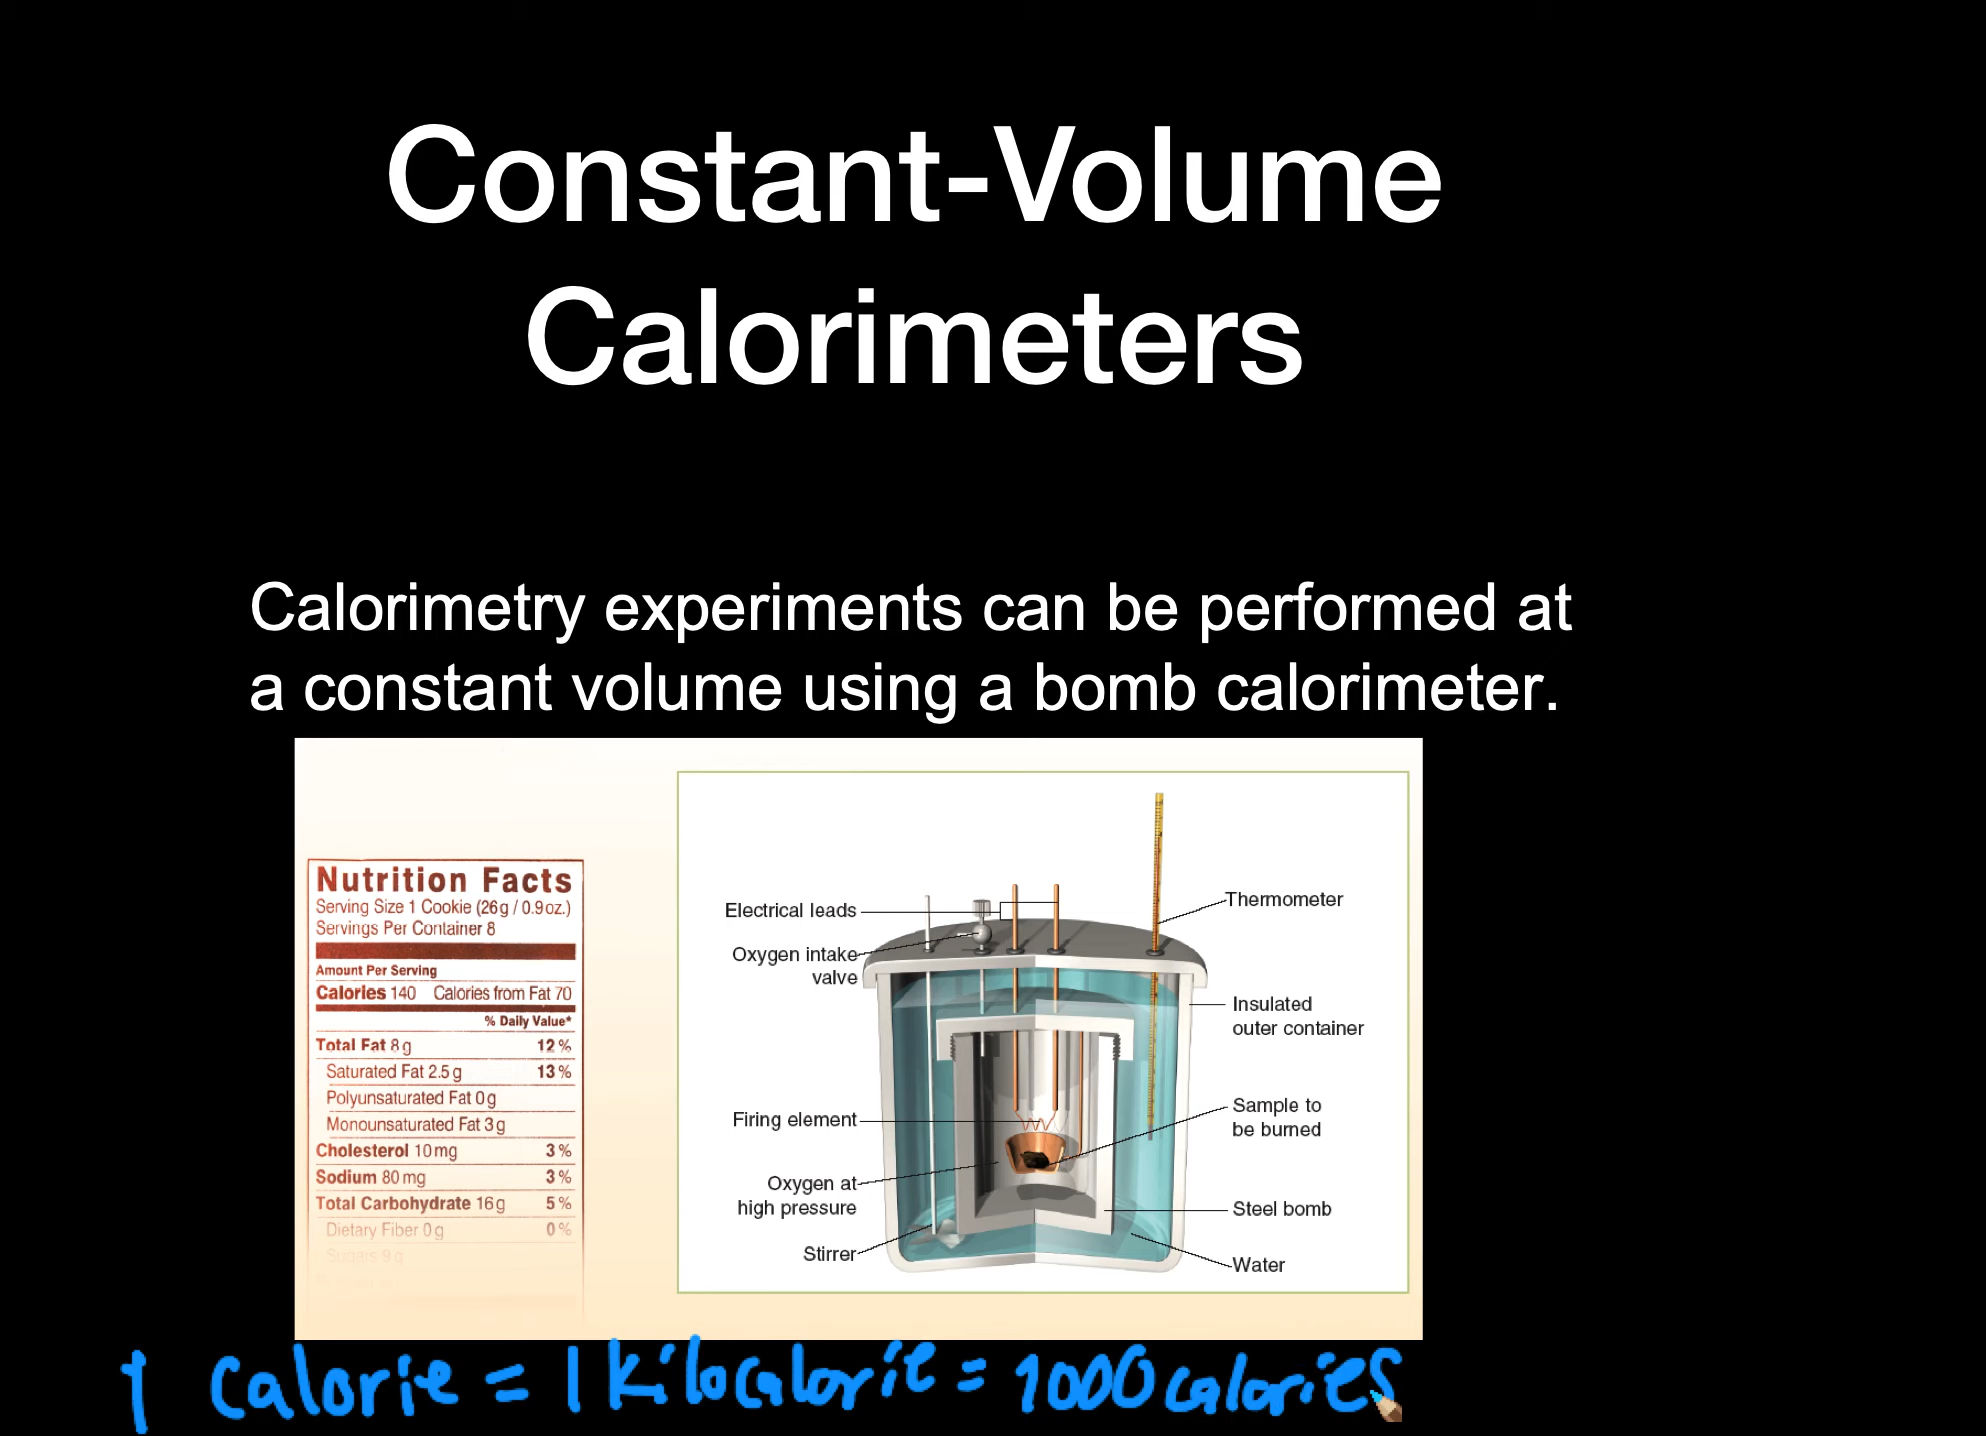 Constant-Volume
Calorimeters
Calorimetry experiments can be performed at
a constant volume using a bomb calorimeter.
Nutrition Facts
Serving Size 1 Cookie (26g / 0.9oz.)
Servings Per Container 8
Amount Per Serving
Calories 140 Calories from Fat 70
% Daily Value*
Total Fat 8g 12%
Saturated Fat 2.5g 13%
Polyunsaturated Fat 0g
Monounsaturated Fat 3g
Cholesterol 10mg 3%
Sodium 80mg 3%
Total Carbohydrate 16g 5%
Dietary Fiber 0g 0%
Sugars 9g
Electrical leads
Oxygen intake
valve
Firing element
Oxygen at
high pressure
Stirrer
Thermometer
Insulated
outer container
Sample to
be burned
Steel bomb
Water
1 Calorie = 1 kilocalorie = 1000 calories